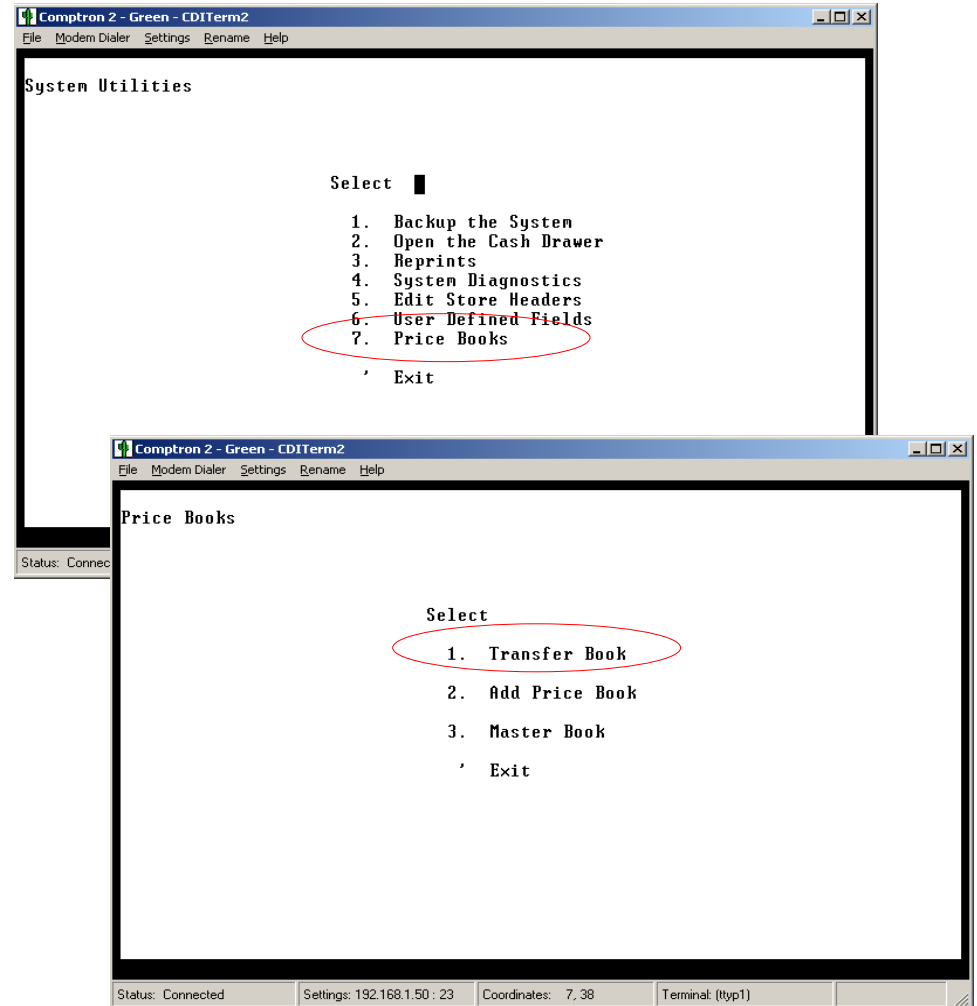 Comptron 2 - Green - CDITerm2
File Modem Dialer Settings Rename Help
System Utilities
Select
1. Backup the System
2. Open the Cash Drawer
3. Reprints
4. System Diagnostics
5. Edit Store Headers
6. User Defined Fields
7. Price Books
' Exit
Status: Connec
Comptron 2 - Green - CDITerm2
File Modem Dialer Settings Rename Help
Price Books
Select
1. Transfer Book
2. Add Price Book
3. Master Book
' Exit
Status: Connected Settings: 192.168.1.50 : 23 Coordinates: 7, 38 Terminal: (ttyp1)